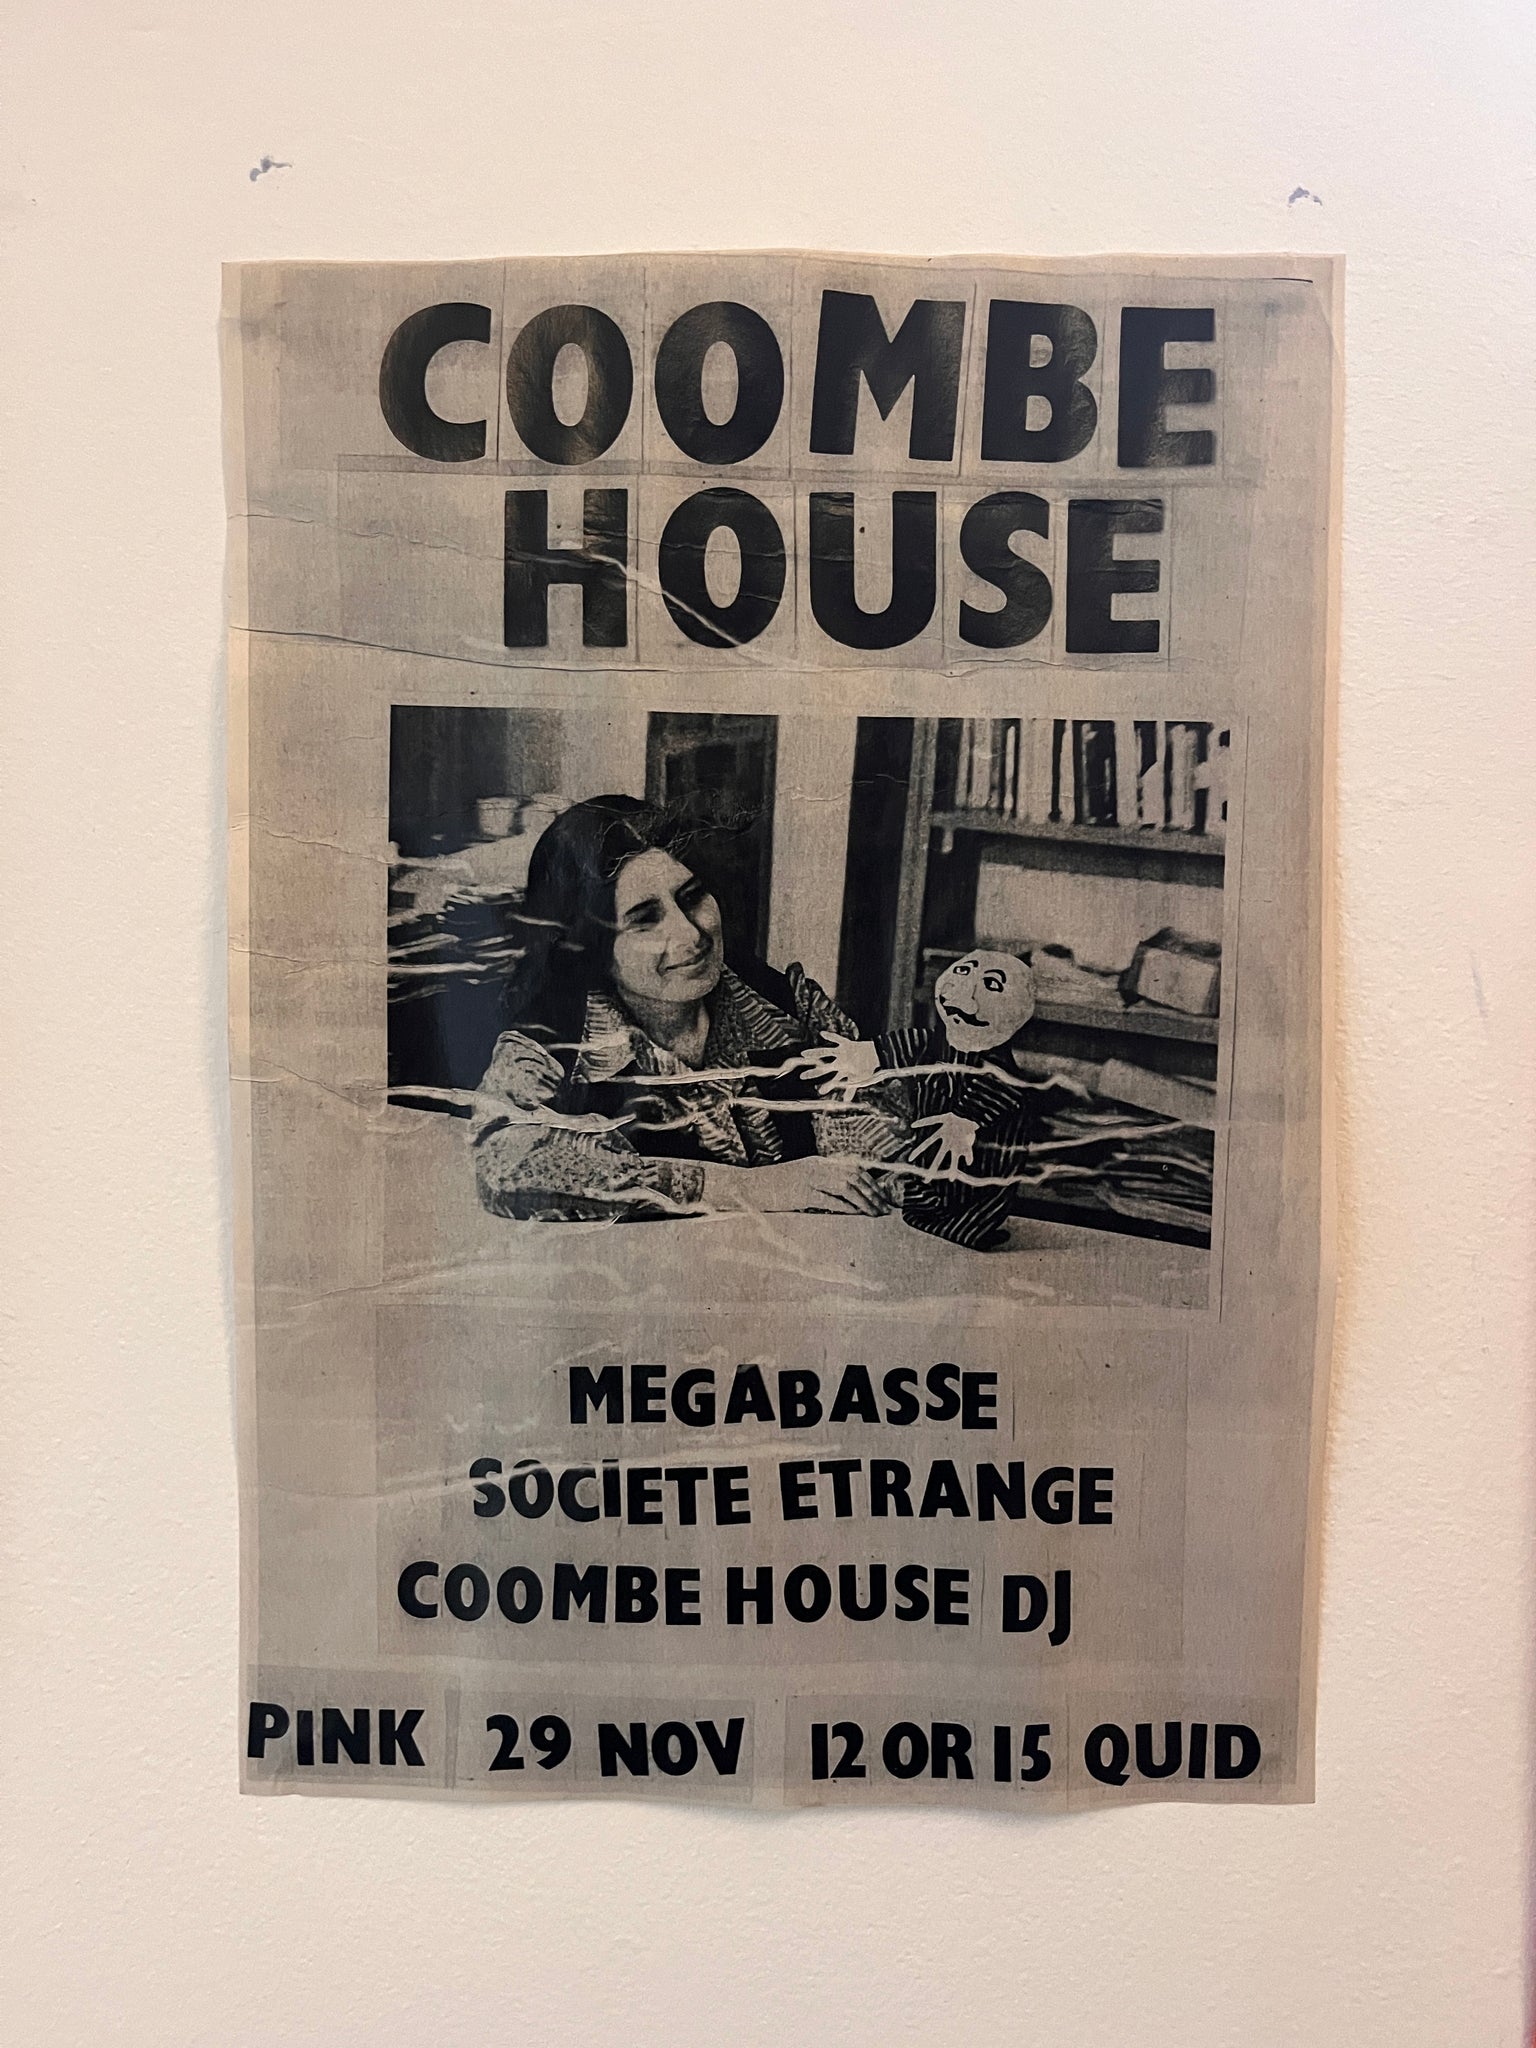 COOMBE
HOUSE
MEGABASSE
SOCIETE ETRANGE
COOMBE HOUSE DJ
PINK 29 NOV 12 OR 15 QUID